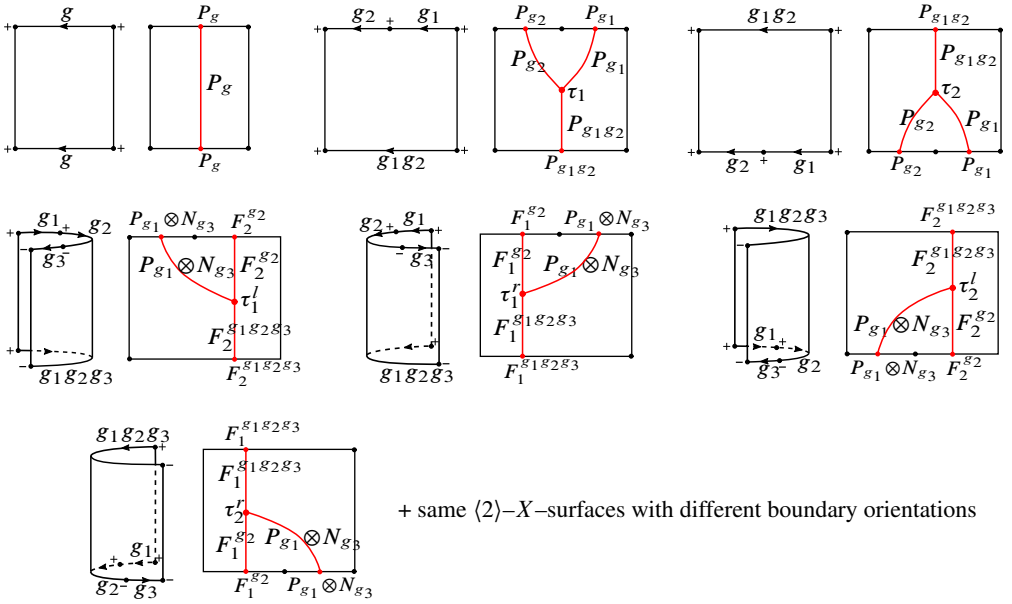 g P_g g_2 + g_1 P_{g_2} P_{g_1} g_1g_2 P_{g_1g_2}
+ + + + + +
P_g P_{g_2} P_{g_1} P_{g_1g_2}
τ_1 τ_2
P_{g_1g_2} P_{g_2} P_{g_1}
+ + + + + +
g P_g g_1g_2 P_{g_1g_2} g_2 + g_1 P_{g_2} P_{g_1}
g_1 + g_2 P_{g_1}⊗N_{g_3} F_2^{g_2} g_2 + g_1 F_1^{g_2} P_{g_1}⊗N_{g_3} g_1g_2g_3 F_2^{g_1g_2g_3}
+ − g_3 − + − g_3 − + −
P_{g_1}⊗N_{g_3} F_2^{g_2} F_1^{g_2} P_{g_1}⊗N_{g_3} F_2^{g_1g_2g_3}
τ_1^l τ_1^r τ_2^l
F_2^{g_1g_2g_3} F_1^{g_1g_2g_3} P_{g_1}⊗N_{g_3} F_2^{g_2}
+ − + − + − g_1 + g_3 − g_2
g_1g_2g_3 F_2^{g_1g_2g_3} g_1g_2g_3 F_1^{g_1g_2g_3} P_{g_1}⊗N_{g_3} F_2^{g_2}
g_1g_2g_3 F_1^{g_1g_2g_3}
+ −
F_1^{g_1g_2g_3}
τ_2^r + same ⟨2⟩–X–surfaces with different boundary orientations
F_1^{g_2} P_{g_1}⊗N_{g_3}
+ g_1 + −
g_2 − g_3 F_1^{g_2} P_{g_1}⊗N_{g_3}